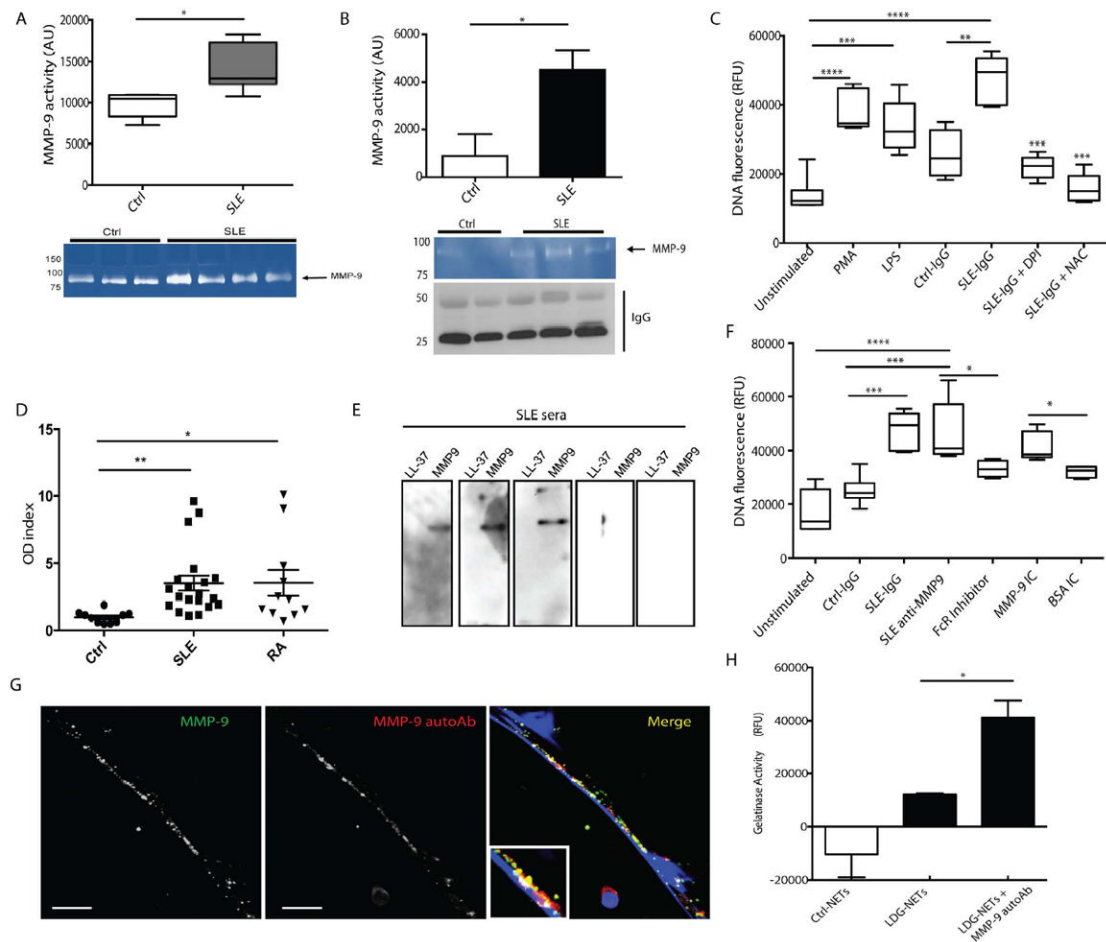 A
*
MMP-9 activity (AU)
20000
15000
10000
5000
0
Ctrl
SLE
Ctrl
SLE
150
100
75
MMP-9
B
*
MMP-9 activity (AU)
6000
4000
2000
0
Ctrl
SLE
Ctrl
SLE
100
75
MMP-9
50
25
IgG
C
****
***
**
****
***
***
DNA fluorescence (RFU)
60000
40000
20000
0
Unstimulated
PMA
LPS
Ctrl-IgG
SLE-IgG
SLE-IgG + DPI
SLE-IgG + NAC
D
*
**
OD index
15
10
5
0
Ctrl
SLE
RA
E
SLE sera
LL-37 MMP9 LL-37 MMP9 LL-37 MMP9 LL-37 MMP9 LL-37 MMP9
F
****
***
*
***
*
DNA fluorescence (RFU)
80000
60000
40000
20000
0
Unstimulated
Ctrl-IgG
SLE-IgG
SLE anti-MMP9
FcR Inhibitor
MMP-9 IC
BSA IC
G
MMP-9
MMP-9 autoAb
Merge
H
*
Gelatinase Activity (RFU)
60000
40000
20000
0
-20000
Ctrl-NETs
LDG-NETs
LDG-NETs +
MMP-9 autoAb